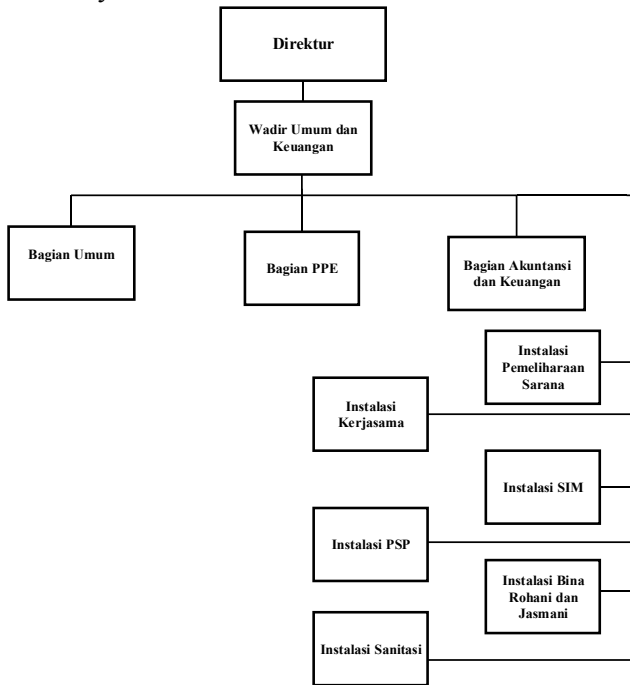 Direktur
Wadir Umum dan
Keuangan
Bagian Umum
Bagian PPE
Bagian Akuntansi
dan Keuangan
Instalasi
Pemeliharaan
Sarana
Instalasi
Kerjasama
Instalasi SIM
Instalasi PSP
Instalasi Bina
Rohani dan
Jasmani
Instalasi Sanitasi